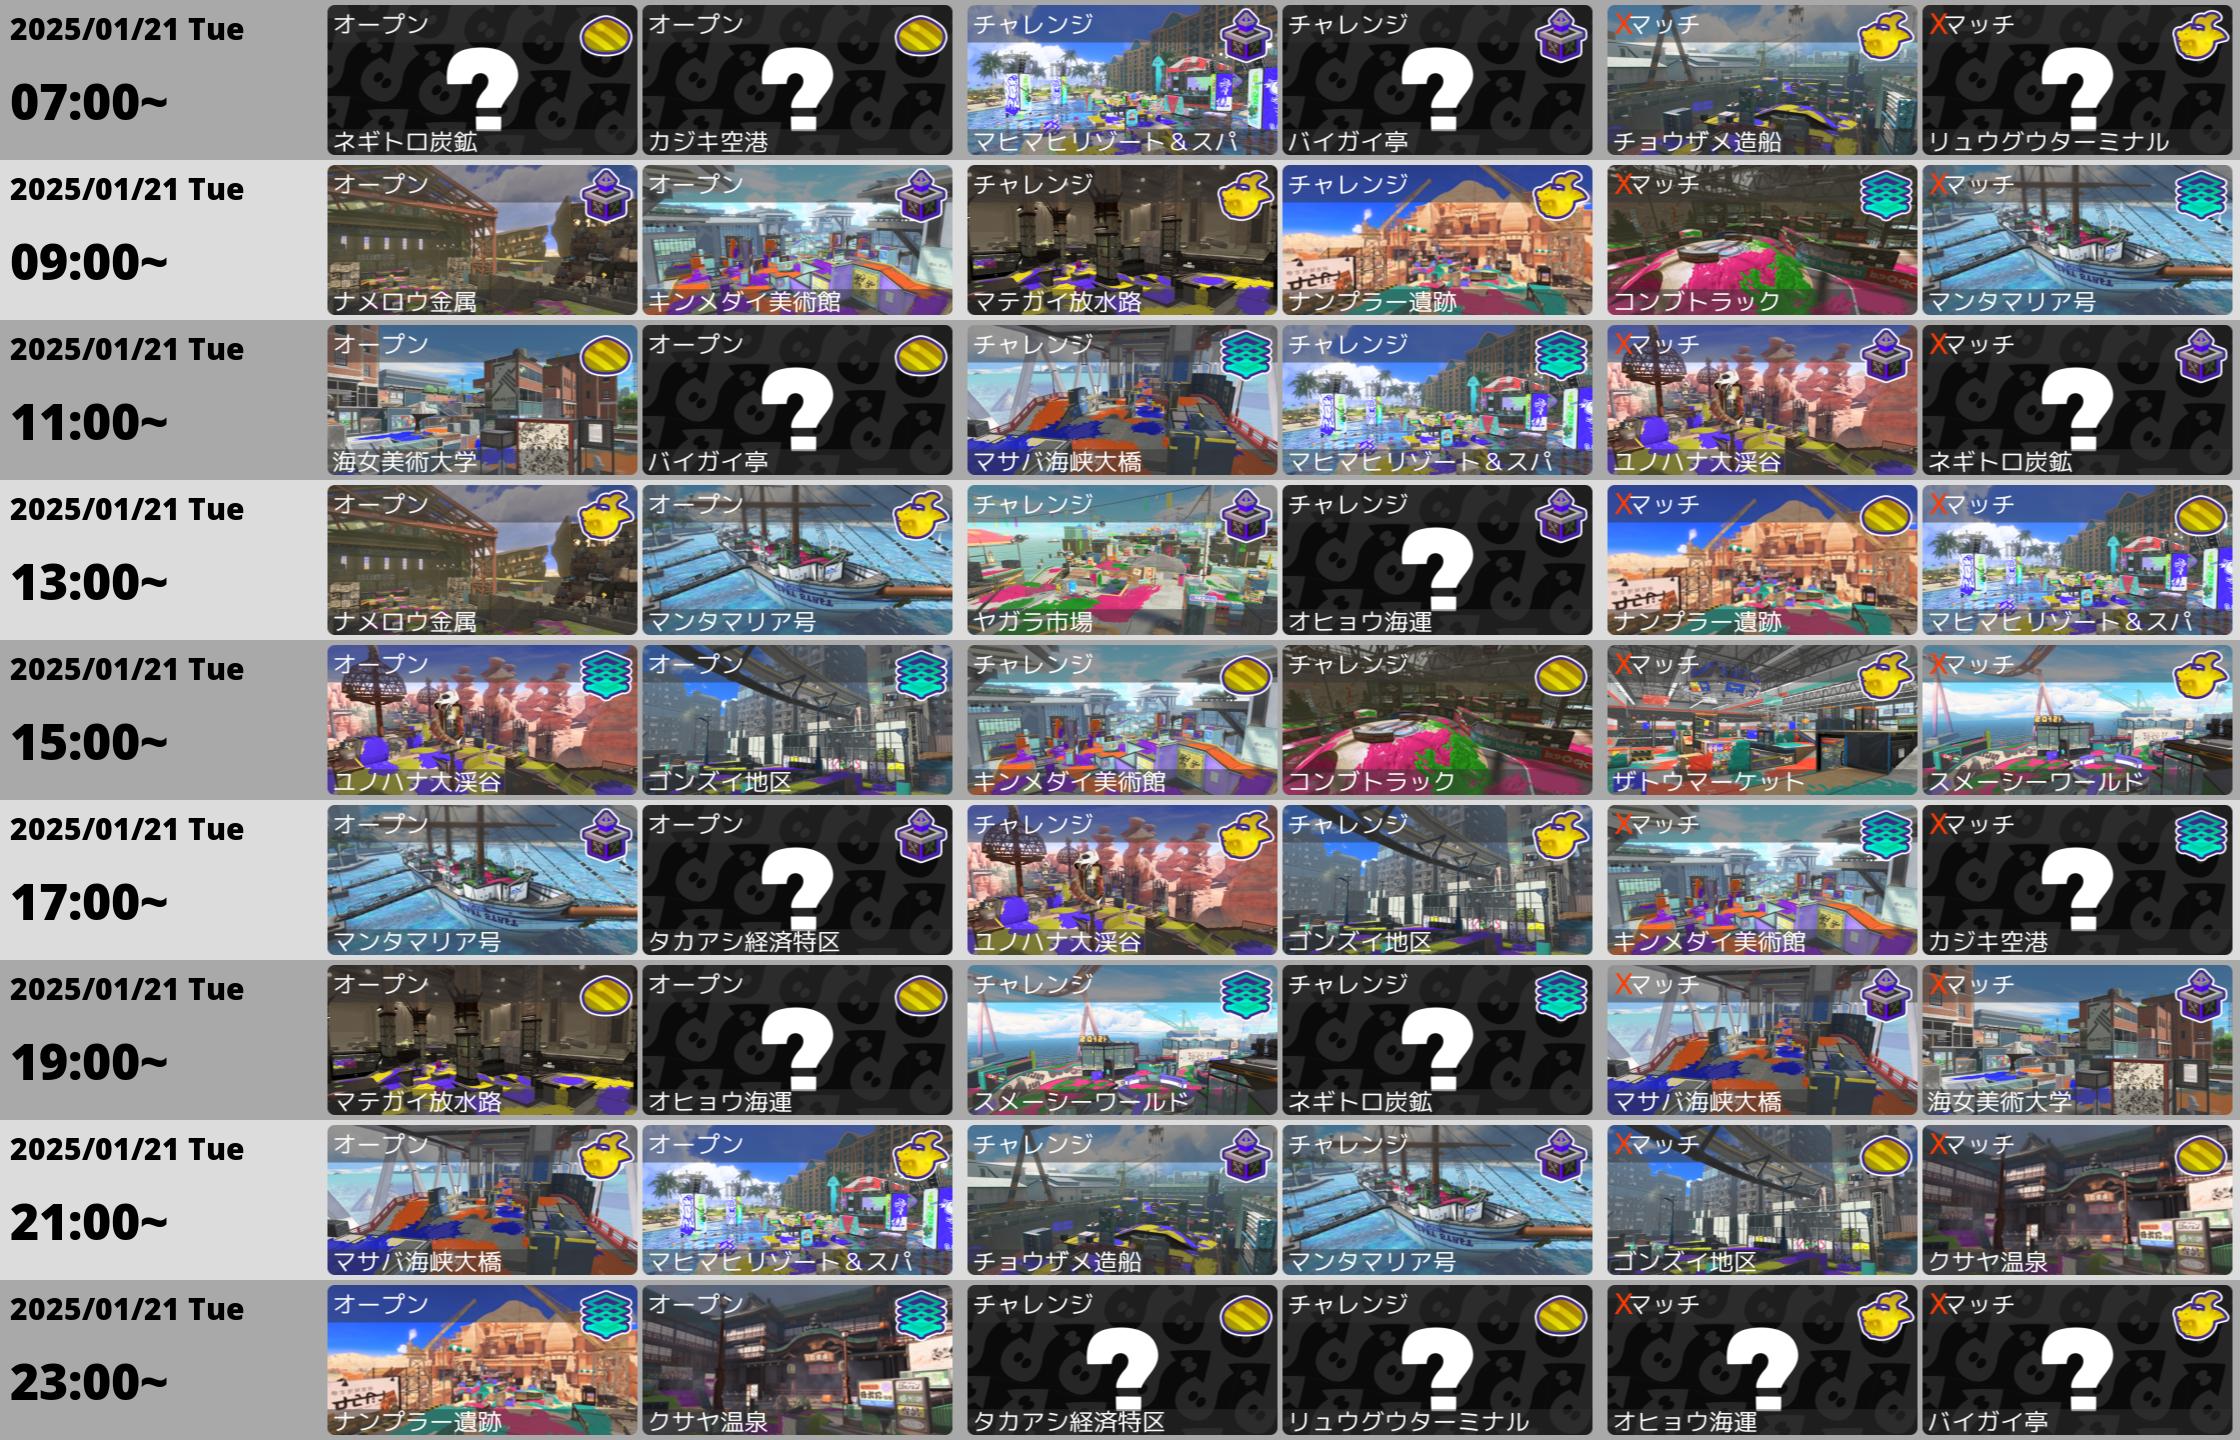 2025/01/21 Tue
07:00~
オープン
ネギトロ炭鉱
オープン
カジキ空港
チャレンジ
マヒマヒリゾート&スパ
チャレンジ
バイガイ亭
Xマッチ
チョウザメ造船
Xマッチ
リュウグウターミナル
2025/01/21 Tue
09:00~
オープン
ナメロウ金属
オープン
キンメダイ美術館
チャレンジ
マテガイ放水路
チャレンジ
ナンプラー遺跡
Xマッチ
コンブトラック
Xマッチ
マンタマリア号
2025/01/21 Tue
11:00~
オープン
海女美術大学
オープン
バイガイ亭
チャレンジ
マサバ海峡大橋
チャレンジ
マヒマヒリゾート&スパ
Xマッチ
ユノハナ大渓谷
Xマッチ
ネギトロ炭鉱
2025/01/21 Tue
13:00~
オープン
ナメロウ金属
オープン
マンタマリア号
チャレンジ
ヤガラ市場
チャレンジ
オヒョウ海運
Xマッチ
ナンプラー遺跡
Xマッチ
マヒマヒリゾート&スパ
2025/01/21 Tue
15:00~
オープン
ユノハナ大渓谷
オープン
ゴンズイ地区
チャレンジ
キンメダイ美術館
チャレンジ
コンブトラック
Xマッチ
ザトウマーケット
Xマッチ
スメーシーワールド
2025/01/21 Tue
17:00~
オープン
マンタマリア号
オープン
タカアシ経済特区
チャレンジ
ユノハナ大渓谷
チャレンジ
ゴンズイ地区
Xマッチ
キンメダイ美術館
Xマッチ
カジキ空港
2025/01/21 Tue
19:00~
オープン
マテガイ放水路
オープン
オヒョウ海運
チャレンジ
スメーシーワールド
チャレンジ
ネギトロ炭鉱
Xマッチ
マサバ海峡大橋
Xマッチ
海女美術大学
2025/01/21 Tue
21:00~
オープン
マサバ海峡大橋
オープン
マヒマヒリゾート&スパ
チャレンジ
チョウザメ造船
チャレンジ
マンタマリア号
Xマッチ
ゴンズイ地区
Xマッチ
クサヤ温泉
2025/01/21 Tue
23:00~
オープン
ナンプラー遺跡
オープン
クサヤ温泉
チャレンジ
タカアシ経済特区
チャレンジ
リュウグウターミナル
Xマッチ
オヒョウ海運
Xマッチ
バイガイ亭